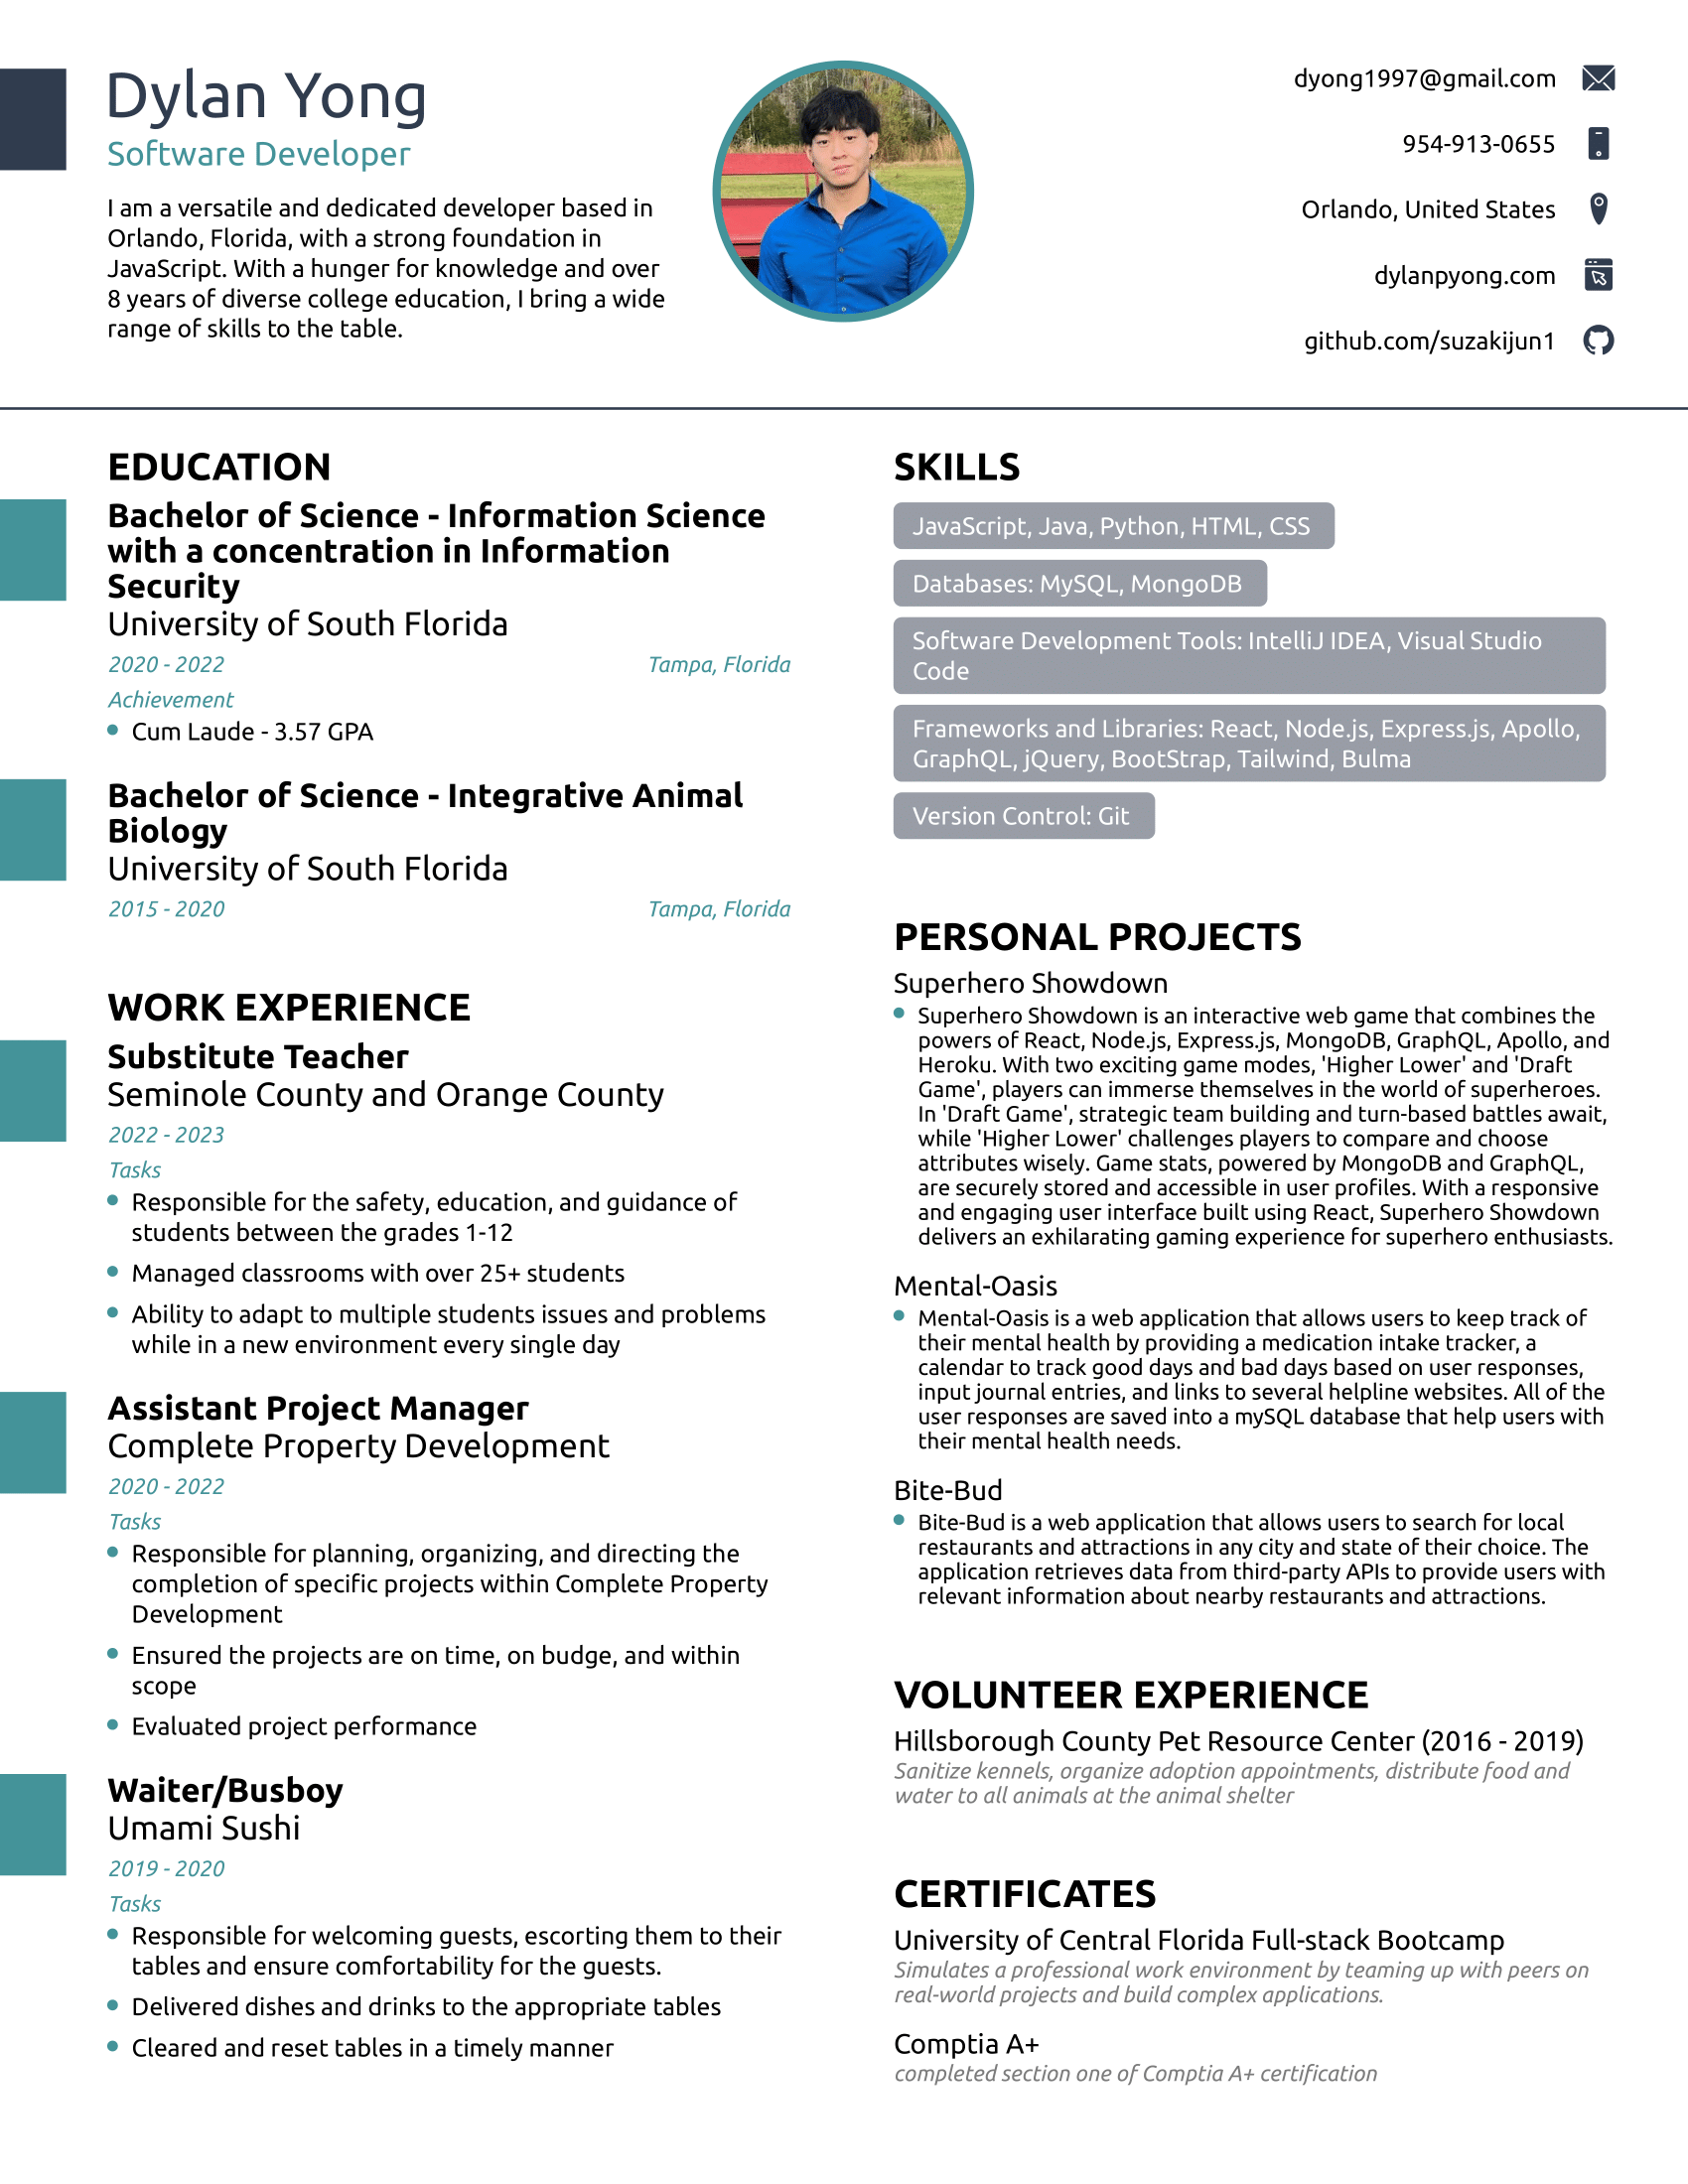 Dylan Yong
Software Developer
I am a versatile and dedicated developer based in
Orlando, Florida, with a strong foundation in
JavaScript. With a hunger for knowledge and over
8 years of diverse college education, I bring a wide
range of skills to the table.
dyong1997@gmail.com
954-913-0655
Orlando, United States
dylanpyong.com
github.com/suzakijun1
EDUCATION
Bachelor of Science - Information Science
with a concentration in Information
Security
University of South Florida
2020 - 2022 Tampa, Florida
Achievement
Cum Laude - 3.57 GPA
Bachelor of Science - Integrative Animal
Biology
University of South Florida
2015 - 2020 Tampa, Florida
WORK EXPERIENCE
Substitute Teacher
Seminole County and Orange County
2022 - 2023
Tasks
Responsible for the safety, education, and guidance of
students between the grades 1-12
Managed classrooms with over 25+ students
Ability to adapt to multiple students issues and problems
while in a new environment every single day
Assistant Project Manager
Complete Property Development
2020 - 2022
Tasks
Responsible for planning, organizing, and directing the
completion of specific projects within Complete Property
Development
Ensured the projects are on time, on budge, and within
scope
Evaluated project performance
Waiter/Busboy
Umami Sushi
2019 - 2020
Tasks
Responsible for welcoming guests, escorting them to their
tables and ensure comfortability for the guests.
Delivered dishes and drinks to the appropriate tables
Cleared and reset tables in a timely manner
SKILLS
JavaScript, Java, Python, HTML, CSS
Databases: MySQL, MongoDB
Software Development Tools: IntelliJ IDEA, Visual Studio
Code
Frameworks and Libraries: React, Node.js, Express.js, Apollo,
GraphQL, jQuery, BootStrap, Tailwind, Bulma
Version Control: Git
PERSONAL PROJECTS
Superhero Showdown
Superhero Showdown is an interactive web game that combines the
powers of React, Node.js, Express.js, MongoDB, GraphQL, Apollo, and
Heroku. With two exciting game modes, 'Higher Lower' and 'Draft
Game', players can immerse themselves in the world of superheroes.
In 'Draft Game', strategic team building and turn-based battles await,
while 'Higher Lower' challenges players to compare and choose
attributes wisely. Game stats, powered by MongoDB and GraphQL,
are securely stored and accessible in user profiles. With a responsive
and engaging user interface built using React, Superhero Showdown
delivers an exhilarating gaming experience for superhero enthusiasts.
Mental-Oasis
Mental-Oasis is a web application that allows users to keep track of
their mental health by providing a medication intake tracker, a
calendar to track good days and bad days based on user responses,
input journal entries, and links to several helpline websites. All of the
user responses are saved into a mySQL database that help users with
their mental health needs.
Bite-Bud
Bite-Bud is a web application that allows users to search for local
restaurants and attractions in any city and state of their choice. The
application retrieves data from third-party APIs to provide users with
relevant information about nearby restaurants and attractions.
VOLUNTEER EXPERIENCE
Hillsborough County Pet Resource Center (2016 - 2019)
Sanitize kennels, organize adoption appointments, distribute food and
water to all animals at the animal shelter
CERTIFICATES
University of Central Florida Full-stack Bootcamp
Simulates a professional work environment by teaming up with peers on
real-world projects and build complex applications.
Comptia A+
completed section one of Comptia A+ certification